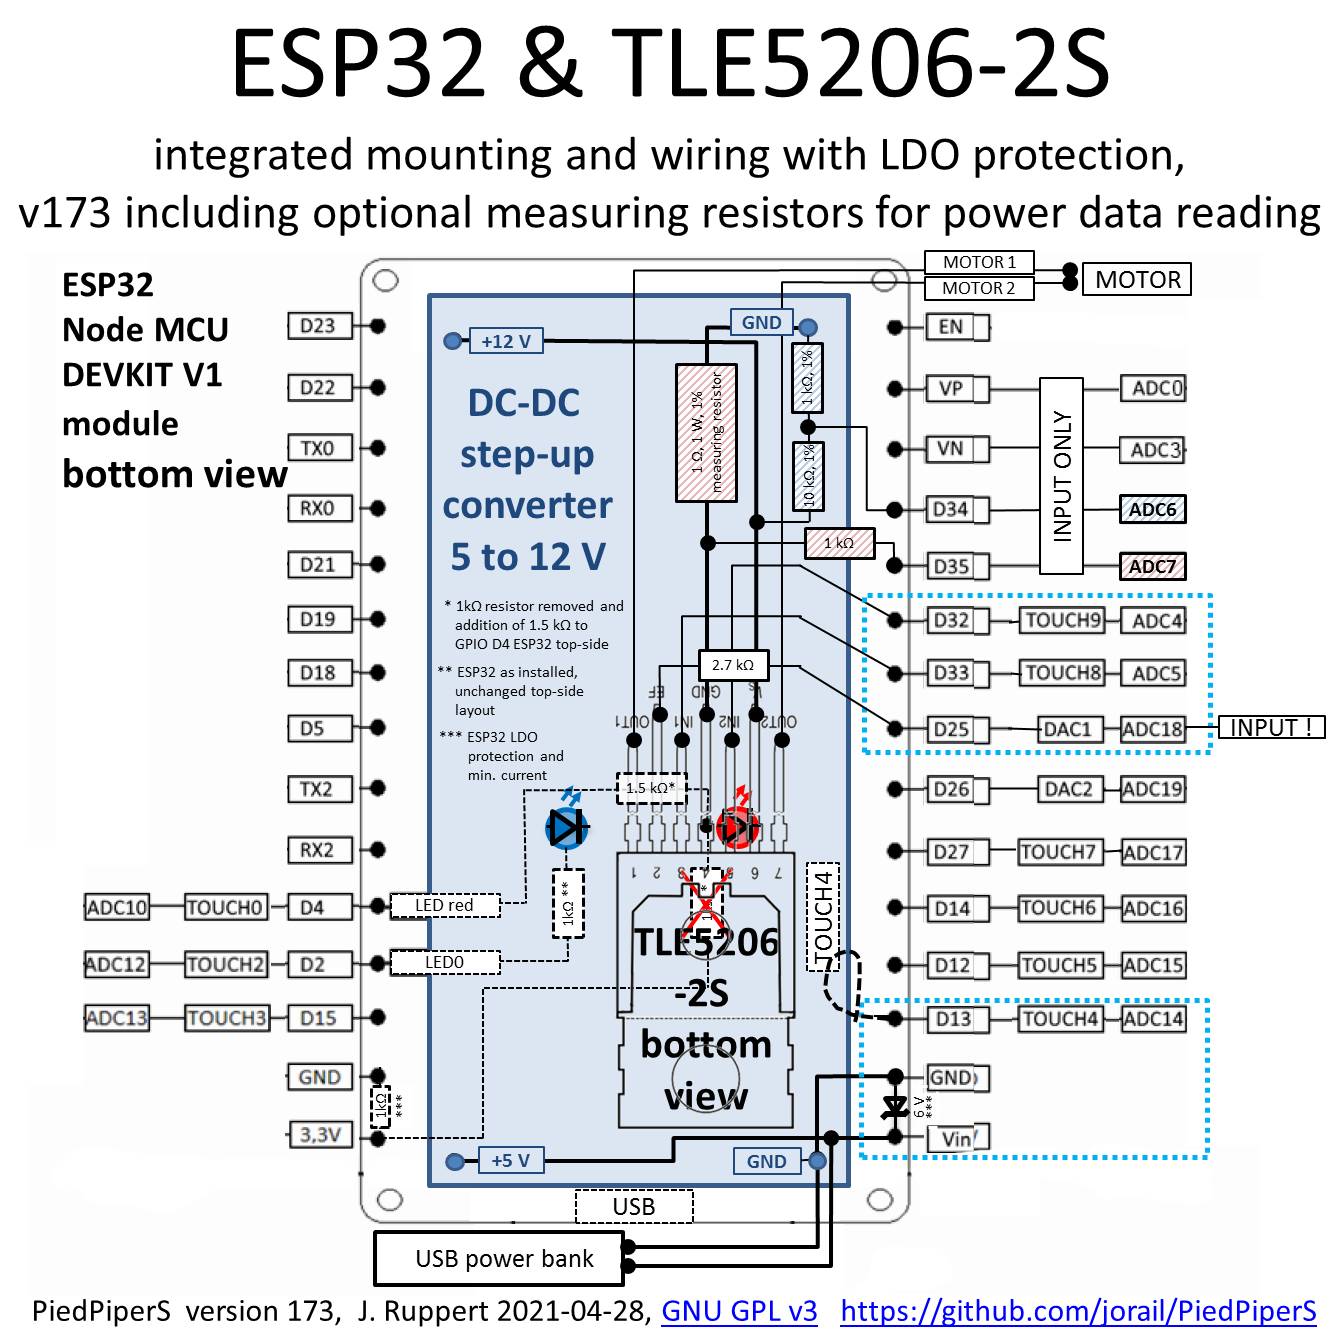 ESP32 & TLE5206-2S
integrated mounting and wiring with LDO protection,
v173 including optional measuring resistors for power data reading
ESP32
Node MCU
DEVKIT V1
module
bottom view
MOTOR 1
MOTOR 2
MOTOR
D23
D22
TX0
RX0
D21
D19
D18
D5
TX2
RX2
ADC10 TOUCH0 D4
ADC12 TOUCH2 D2
ADC13 TOUCH3 D15
GND
3,3V
LED red
LED0
1kΩ
***
+12 V
GND
DC-DC
step-up
converter
5 to 12 V
* 1kΩ resistor removed and
addition of 1.5 kΩ to
GPIO D4 ESP32 top-side
** ESP32 as installed,
unchanged top-side
layout
*** ESP32 LDO
protection and
min. current
1 Ω, 1 W, 1%
measuring resistor
1 kΩ, 1%
10 kΩ, 1%
1 kΩ
2.7 kΩ
OUT1
EF
IN1
GND
IN2
Vs
OUT2
1.5 kΩ*
1kΩ **
1 2 3 4 5 6 7
TLE5206
-2S
bottom
view
TOUCH4
+5 V
GND
USB
USB power bank
EN
VP ADC0
VN ADC3
D34 ADC6
D35 ADC7
INPUT ONLY
D32 TOUCH9 ADC4
D33 TOUCH8 ADC5
D25 DAC1 ADC18 INPUT !
D26 DAC2 ADC19
D27 TOUCH7 ADC17
D14 TOUCH6 ADC16
D12 TOUCH5 ADC15
D13 TOUCH4 ADC14
GND
6 V
***
Vin
PiedPiperS version 173, J. Ruppert 2021-04-28, GNU GPL v3 https://github.com/jorail/PiedPiperS